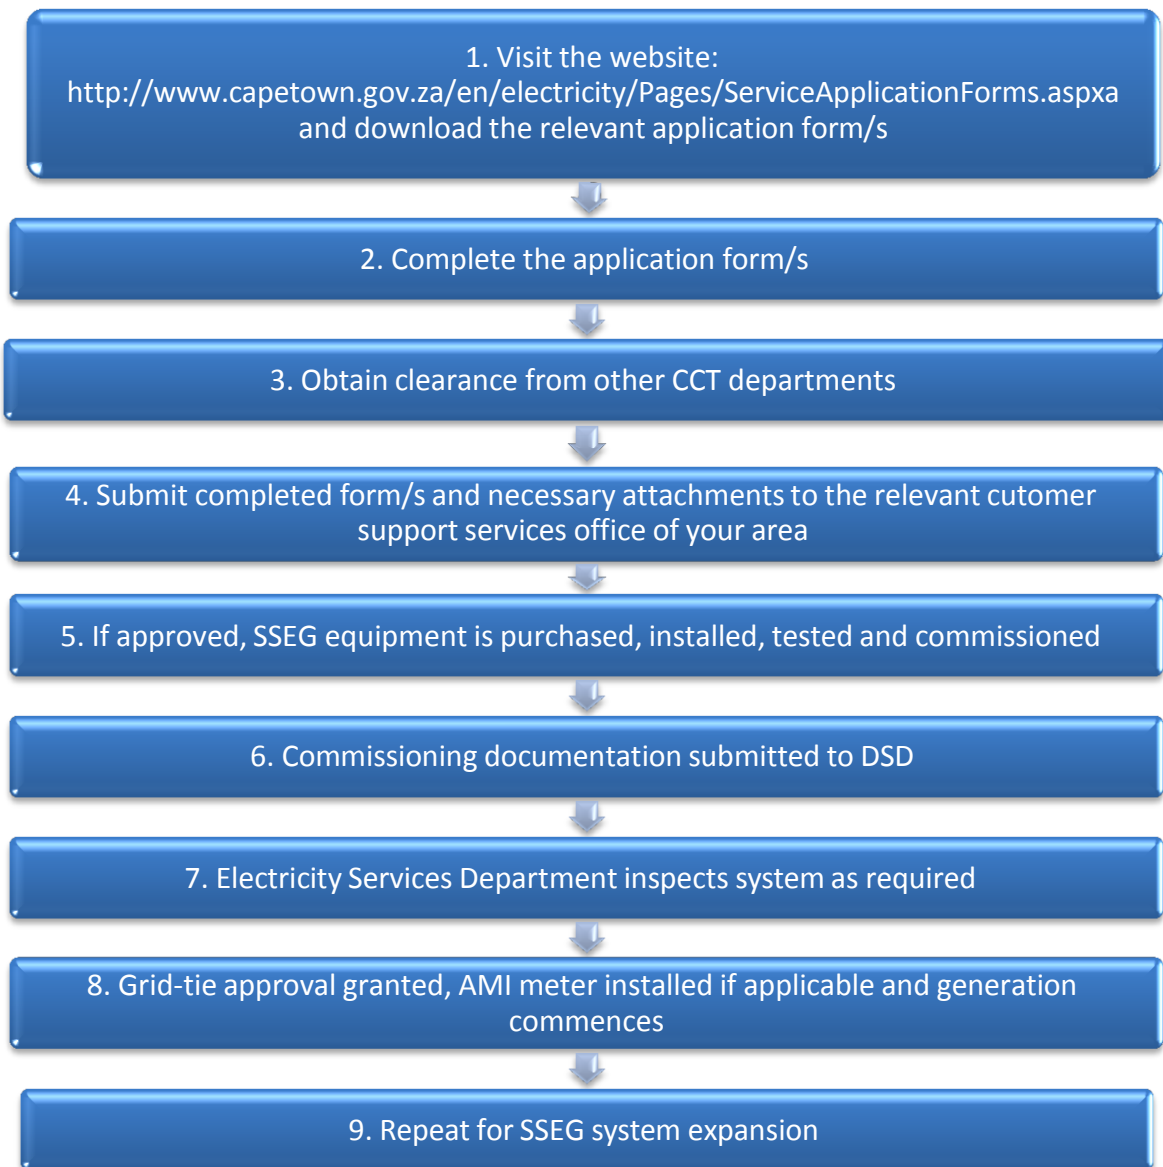 1. Visit the website:
http://www.capetown.gov.za/en/electricity/Pages/ServiceApplicationForms.aspxa
and download the relevant application form/s
2. Complete the application form/s
3. Obtain clearance from other CCT departments
4. Submit completed form/s and necessary attachments to the relevant cutomer
support services office of your area
5. If approved, SSEG equipment is purchased, installed, tested and commissioned
6. Commissioning documentation submitted to DSD
7. Electricity Services Department inspects system as required
8. Grid-tie approval granted, AMI meter installed if applicable and generation
commences
9. Repeat for SSEG system expansion